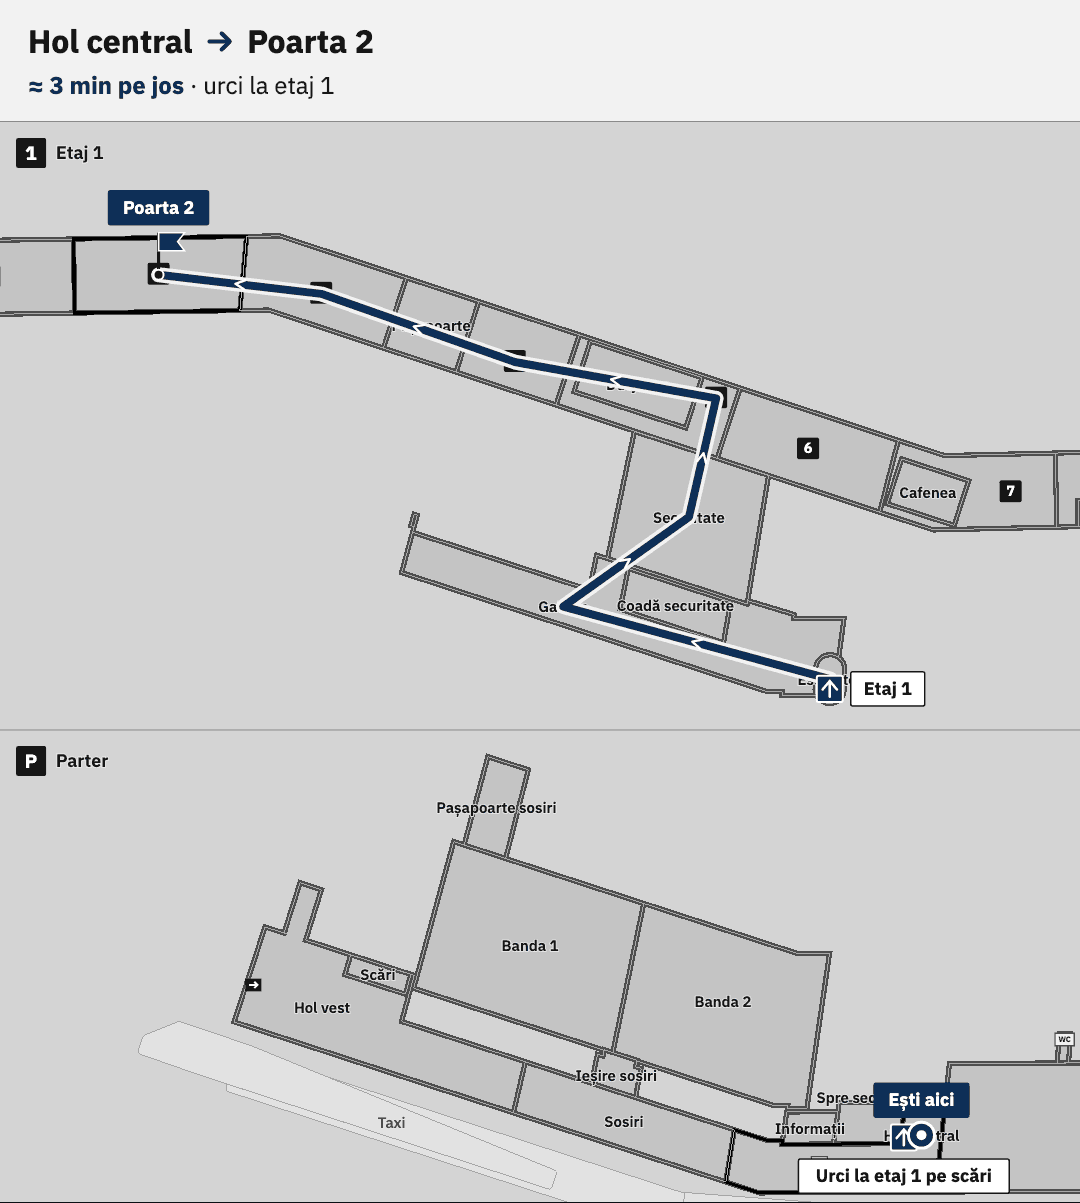 Hol central → Poarta 2
≈ 3 min pe jos · urci la etaj 1
1 Etaj 1
Poarta 2
6
Cafenea
7
Coadă securitate
Etaj 1
P Parter
Pașapoarte sosiri
Banda 1
Scări
Banda 2
Hol vest
WC
Ieșire sosiri
Ești aici
Sosiri
Taxi
Informații
Urci la etaj 1 pe scări